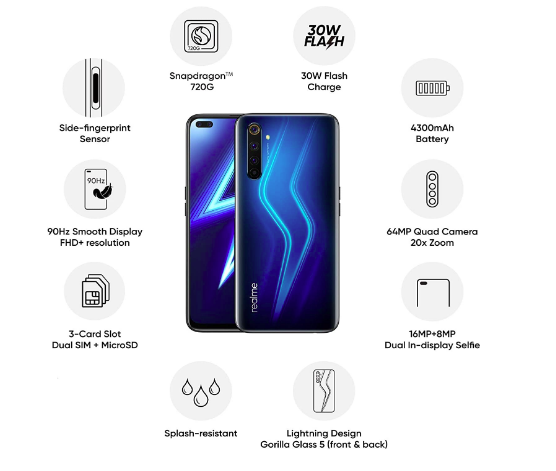 720G
Snapdragon™
720G
30W
FLASH
30W Flash
Charge
Side-fingerprint
Sensor
4300mAh
Battery
90Hz
90Hz Smooth Display
FHD+ resolution
64MP Quad Camera
20x Zoom
realme
3-Card Slot
Dual SIM + MicroSD
16MP+8MP
Dual In-display Selfie
Splash-resistant
Lightning Design
Gorilla Glass 5 (front & back)